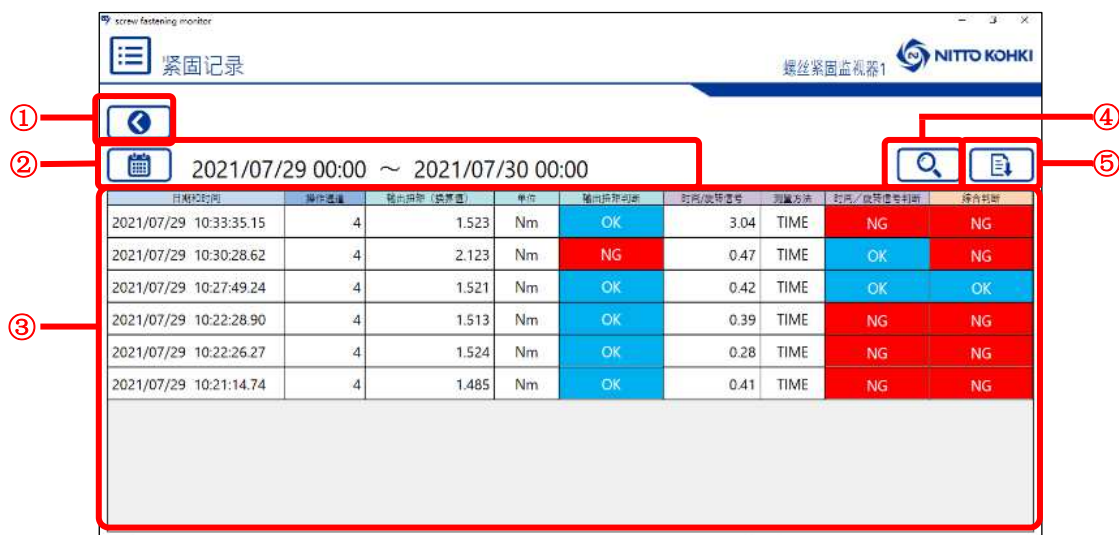 screw fastening monitor
紧固记录
螺丝紧固监视器1
NITTO KOHKI
①
④
②
2021/07/29 00:00 ～ 2021/07/30 00:00
⑤
日期和时间 操作通道 输出扭矩（换算值） 单位 输出扭矩判断 时间/旋转信号 测量方法 时间/旋转信号判断 综合判断
2021/07/29 10:33:35.15 4 1.523 Nm OK 3.04 TIME NG NG
2021/07/29 10:30:28.62 4 2.123 Nm NG 0.47 TIME OK NG
2021/07/29 10:27:49.24 4 1.521 Nm OK 0.42 TIME OK OK
③
2021/07/29 10:22:28.90 4 1.513 Nm OK 0.39 TIME NG NG
2021/07/29 10:22:26.27 4 1.524 Nm OK 0.28 TIME NG NG
2021/07/29 10:21:14.74 4 1.485 Nm OK 0.41 TIME NG NG